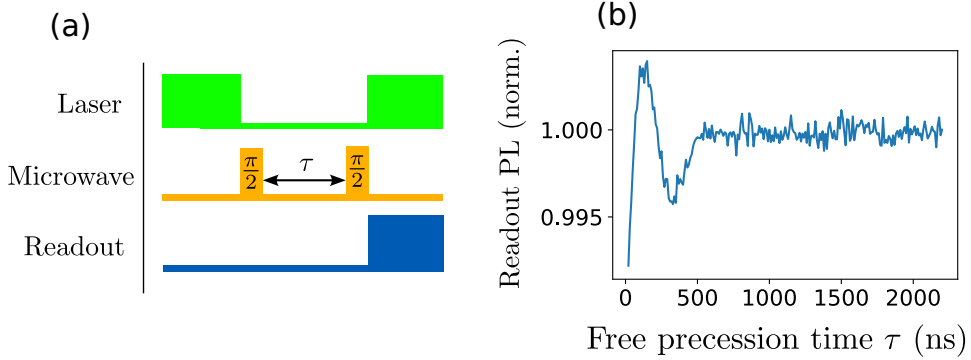 (a)
Laser
Microwave
π/2
τ
π/2
Readout
(b)
Readout PL (norm.)
1.000
0.995
0
500
1000
1500
2000
Free precession time τ (ns)